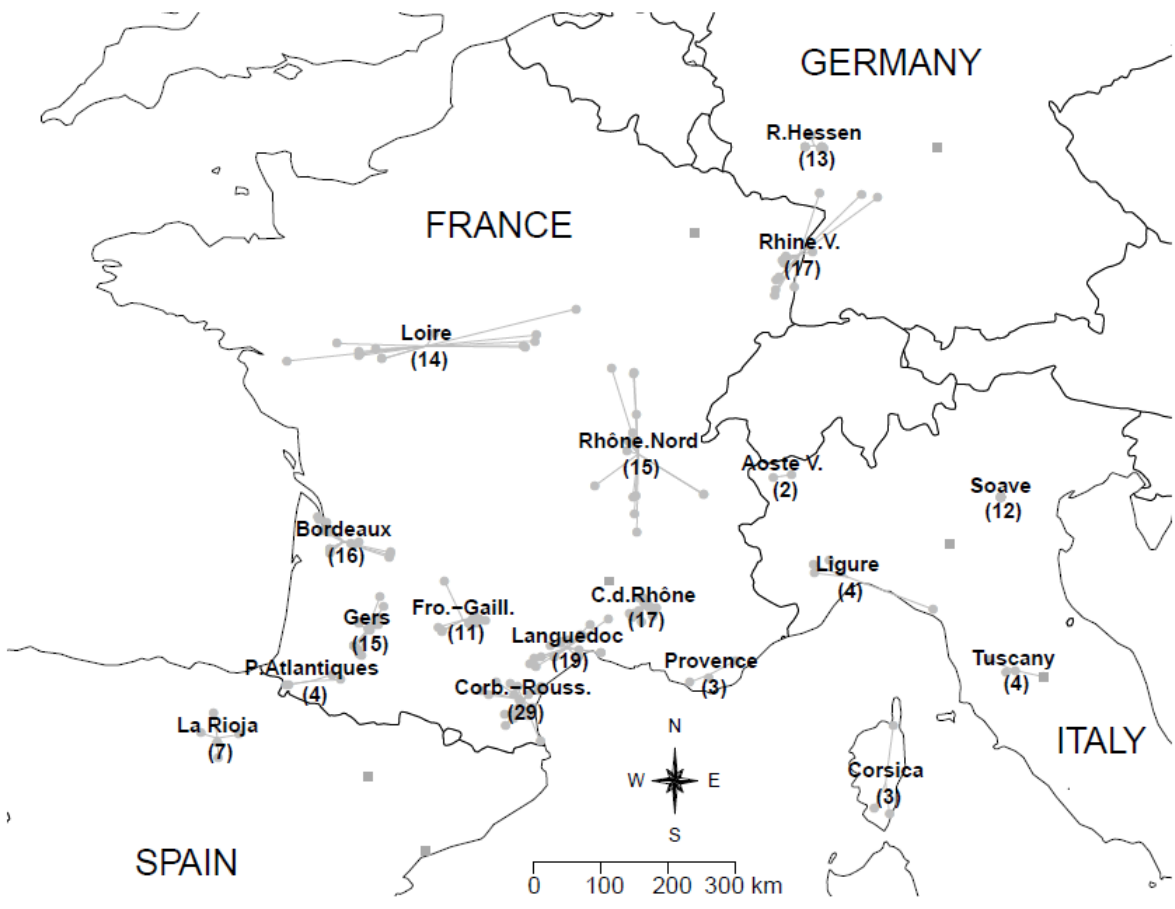 GERMANY
R.Hessen
(13)
FRANCE
Rhine.V.
(17)
Loire
(14)
Rhône.Nord
(15)
Aoste V.
(2)
Soave
(12)
Bordeaux
(16)
Ligure
(4)
Gers
(15)
Fro.−Gaill.
(11)
C.d.Rhône
(17)
Languedoc
(19)
P.Atlantiques
(4)
Provence
(3)
Tuscany
(4)
Corb.−Rouss.
(29)
La Rioja
(7)
N
W E
S
ITALY
Corsica
(3)
SPAIN
0 100 200 300 km